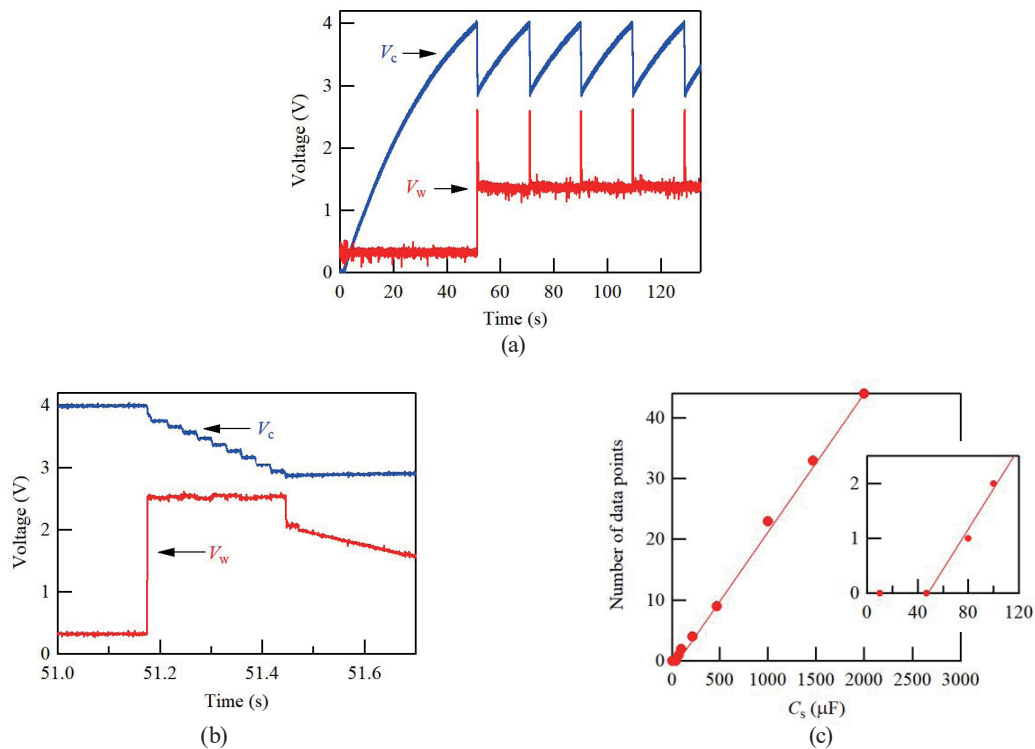 4
3
2
1
0
Voltage (V)
Vc
Vw
0 20 40 60 80 100 120
Time (s)
(a)
4
3
2
1
0
Voltage (V)
Vc
Vw
51.0 51.2 51.4 51.6
Time (s)
(b)
40
30
20
10
0
Number of data points
2
1
0
0 40 80 120
0 500 1000 1500 2000 2500 3000
Cs (μF)
(c)